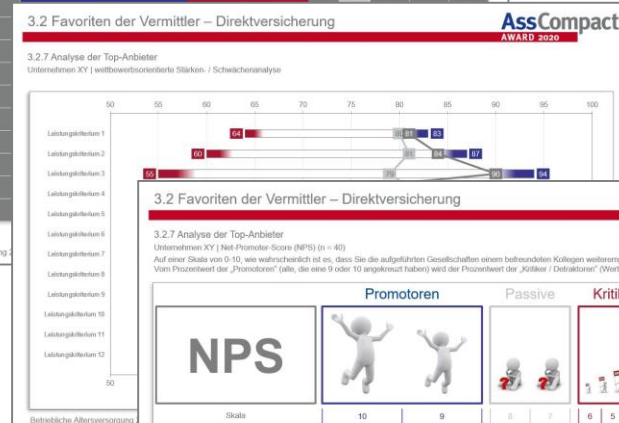 3.2 Favoriten der Vermittler – Direktversicherung
AssCompact
AWARD 2020
3.2.7 Analyse der Top-Anbieter
Unternehmen XY | wettbewerbsorientierte Stärken- / Schwächenanalyse
50 55 60 65 70 75 80 85 90 95 100
Leistungskriterium 1 64 80 81 83
Leistungskriterium 2 60 81 84 87
Leistungskriterium 3 55 79 90 94
Leistungskriterium 4
Leistungskriterium 5
Leistungskriterium 6
Leistungskriterium 7
Leistungskriterium 8
Leistungskriterium 9
Leistungskriterium 10
Leistungskriterium 11
Leistungskriterium 12
50
Betriebliche Altersversorgung
3.2 Favoriten der Vermittler – Direktversicherung
3.2.7 Analyse der Top-Anbieter
Unternehmen XY | Net-Promoter-Score (NPS) (n = 40)
Auf einer Skala von 0-10, wie wahrscheinlich ist es, dass Sie die aufgeführten Gesellschaften einem befreundeten Kollegen weiteremp
Vom Prozentwert der „Promotoren" (alle, die eine 9 oder 10 angekreuzt haben) wird der Prozentwert der „Kritiker / Detraktoren" (Wert
Promotoren Passive Kriti
NPS
Skala 10 9 8 7 6 5